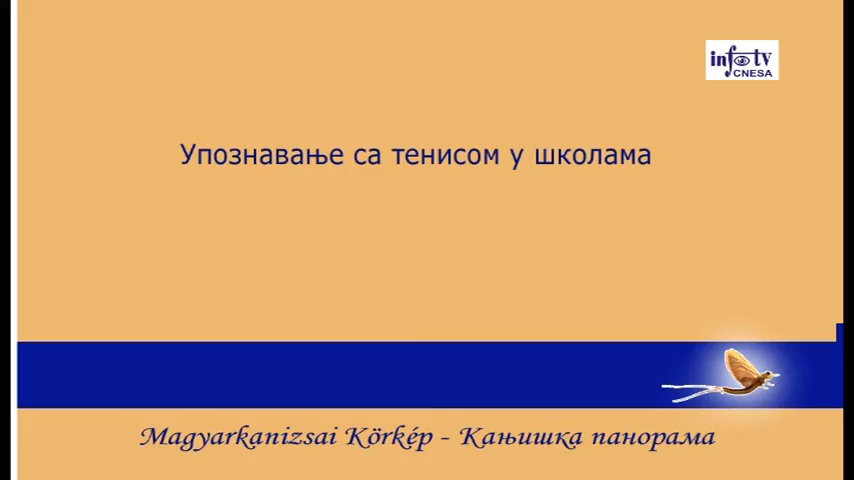 info tv
CNESA
Упознавање са тенисом у школама
Magyarkanizsai Körkép - Кањишка панорама